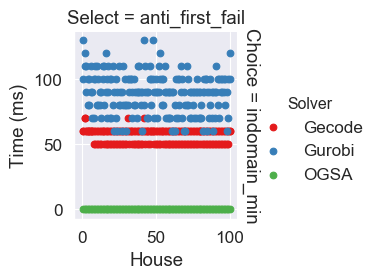 Select = anti_first_fail
Choice = indomain_min
Time (ms)
100
50
0
0
50
100
House
Solver
Gecode
Gurobi
OGSA